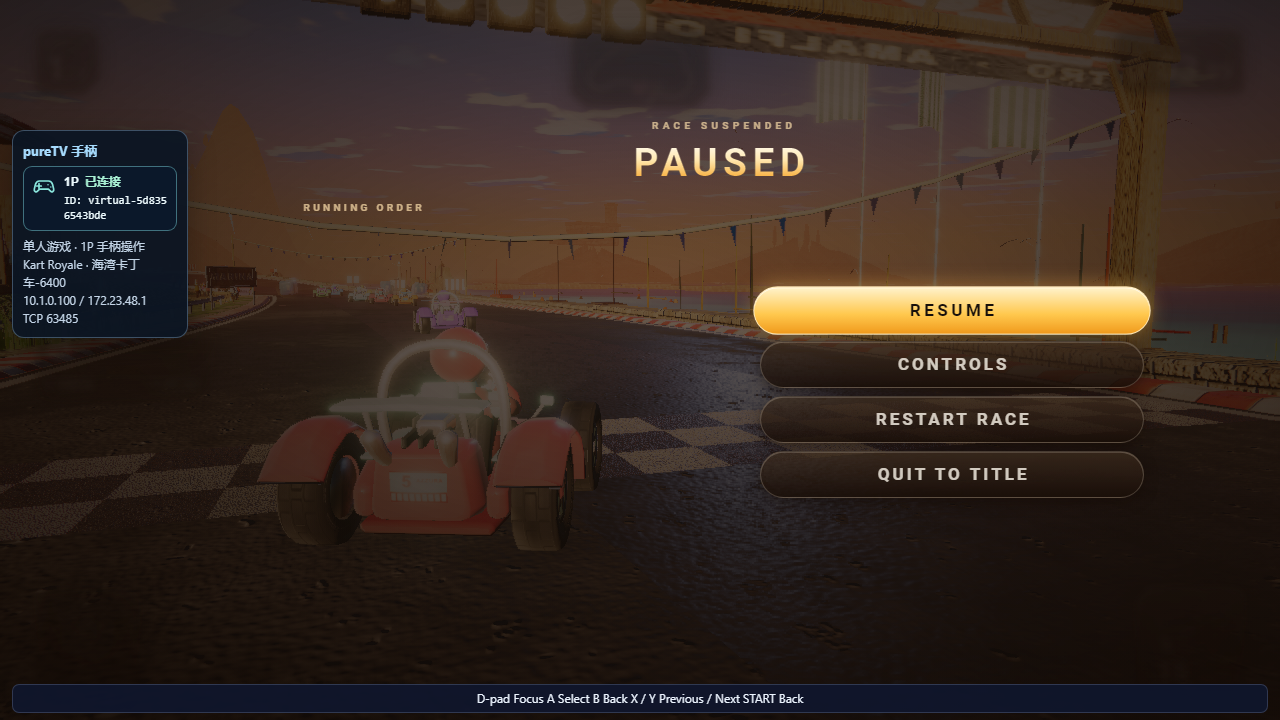 RACE SUSPENDED
PAUSED
pureTV 手柄
1P 已连接
ID: virtual-5d835
6543bde
单人游戏 · 1P 手柄操作
Kart Royale · 海湾卡丁
车-6400
10.1.0.100 / 172.23.48.1
TCP 63485
RUNNING ORDER
RESUME
CONTROLS
RESTART RACE
QUIT TO TITLE
D-pad Focus A Select B Back X / Y Previous / Next START Back